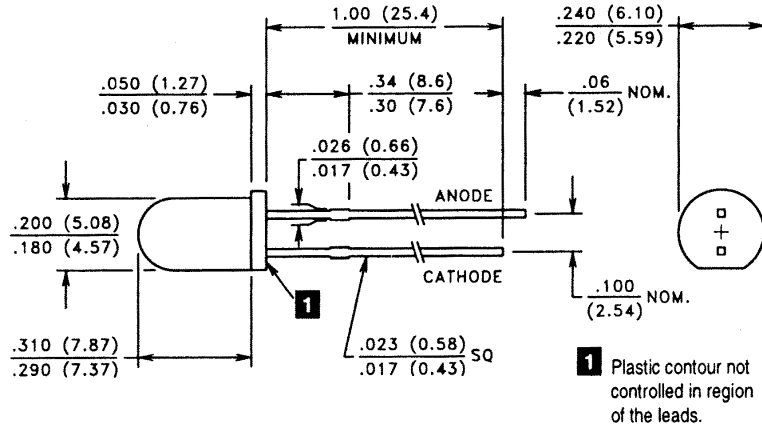 1.00 (25.4)
MINIMUM
.240 (6.10)
.220 (5.59)
.050 (1.27)
.030 (0.76)
.34 (8.6)
.30 (7.6)
.06
(1.52)
NOM.
.026 (0.66)
.017 (0.43)
ANODE
.200 (5.08)
.180 (4.57)
CATHODE
1
.100
(2.54)
NOM.
.310 (7.87)
.290 (7.37)
.023 (0.58)
.017 (0.43)
SQ
1 Plastic contour not
controlled in region
of the leads.